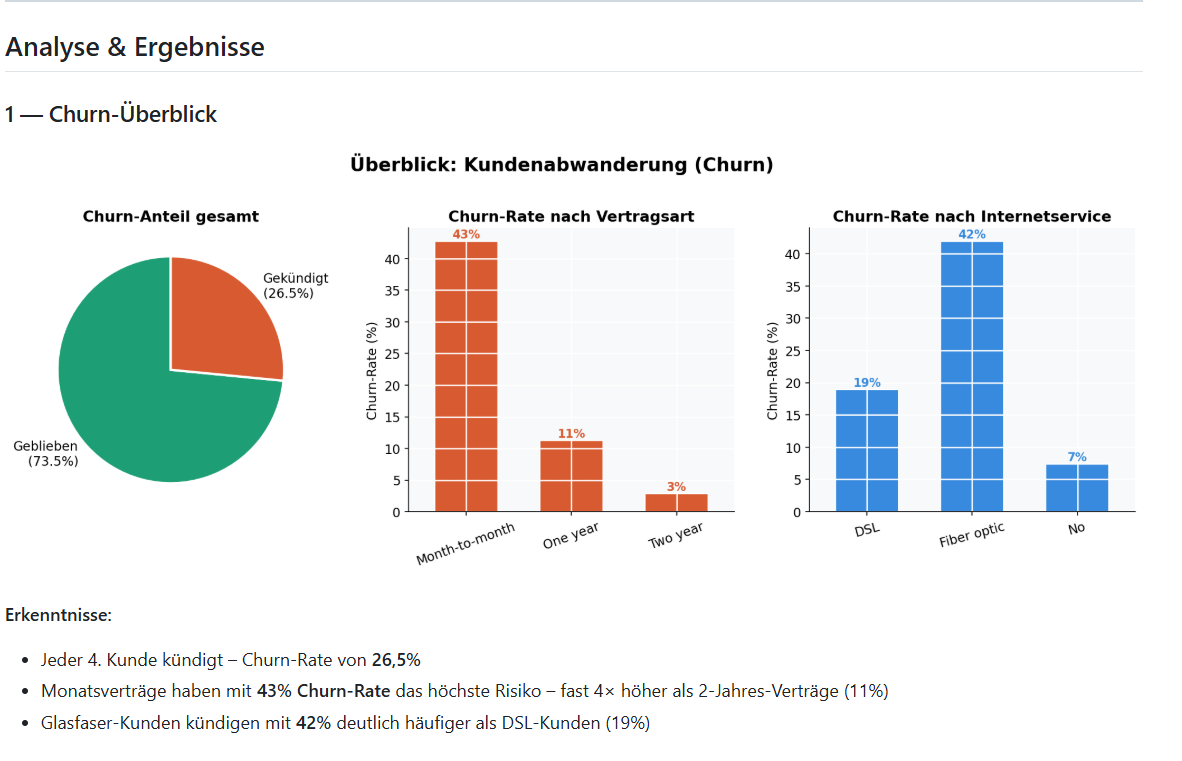 Analyse & Ergebnisse
1 — Churn-Überblick
Überblick: Kundenabwanderung (Churn)
Churn-Anteil gesamt
Gekündigt
(26.5%)
Geblieben
(73.5%)
Churn-Rate nach Vertragsart
Churn-Rate (%)
40
35
30
25
20
15
10
5
0
43%
11%
3%
Month-to-month
One year
Two year
Churn-Rate nach Internetservice
Churn-Rate (%)
40
35
30
25
20
15
10
5
0
19%
42%
7%
DSL
Fiber optic
No
Erkenntnisse:
• Jeder 4. Kunde kündigt – Churn-Rate von 26,5%
• Monatsverträge haben mit 43% Churn-Rate das höchste Risiko – fast 4× höher als 2-Jahres-Verträge (11%)
• Glasfaser-Kunden kündigen mit 42% deutlich häufiger als DSL-Kunden (19%)